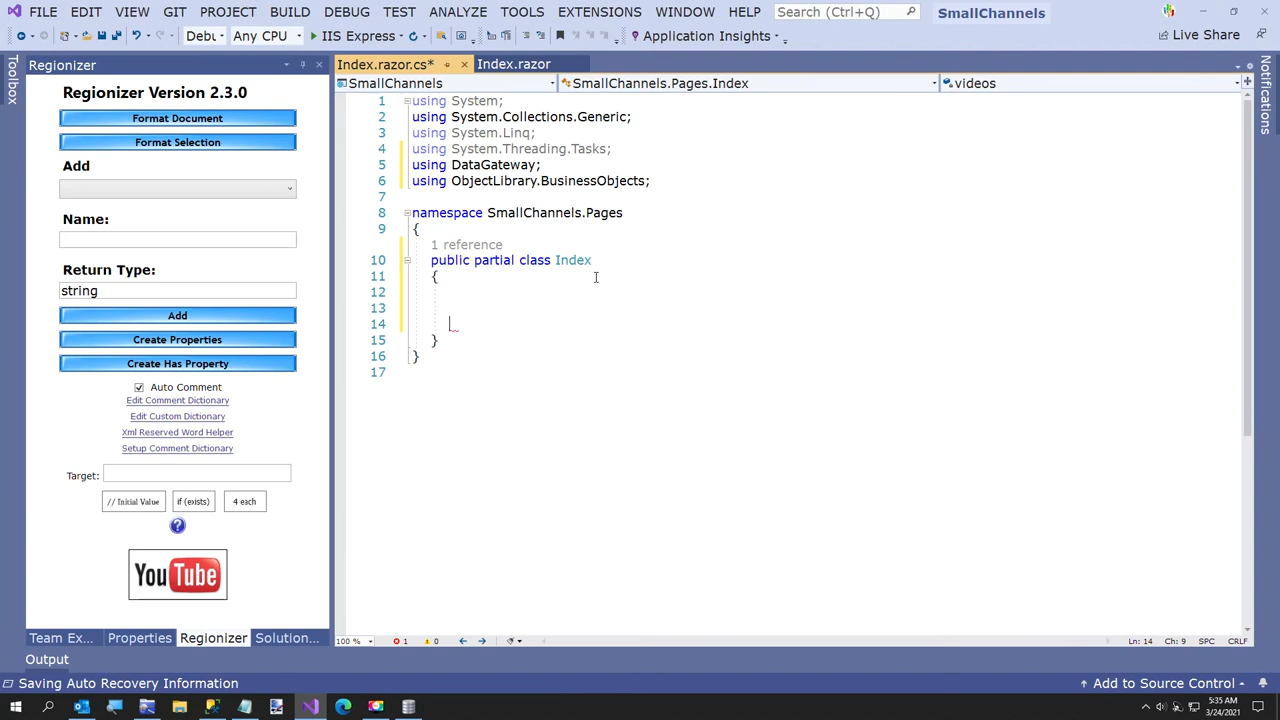 FILE EDIT VIEW GIT PROJECT BUILD DEBUG TEST ANALYZE TOOLS EXTENSIONS WINDOW HELP Search (Ctrl+Q) SmallChannels
Debu Any CPU IIS Express Application Insights Live Share
Toolbox
Notifications
Regionizer
Regionizer Version 2.3.0
Format Document
Format Selection
Add
Name:
Return Type:
string
Add
Create Properties
Create Has Property
Auto Comment
Edit Comment Dictionary
Edit Custom Dictionary
Xml Reserved Word Helper
Setup Comment Dictionary
Target:
// Initial Value if (exists) 4 each
?
YouTube
Team Ex... Properties Regionizer Solution...
Index.razor.cs* Index.razor
SmallChannels SmallChannels.Pages.Index videos
1 using System;
2 using System.Collections.Generic;
3 using System.Linq;
4 using System.Threading.Tasks;
5 using DataGateway;
6 using ObjectLibrary.BusinessObjects;
7
8 namespace SmallChannels.Pages
9 {
1 reference
10 public partial class Index
11 {
12
13
14
15 }
16 }
17
100 % 1 0 Ln: 14 Ch: 9 SPC CRLF
Output
Saving Auto Recovery Information Add to Source Control
5:35 AM
3/24/2021